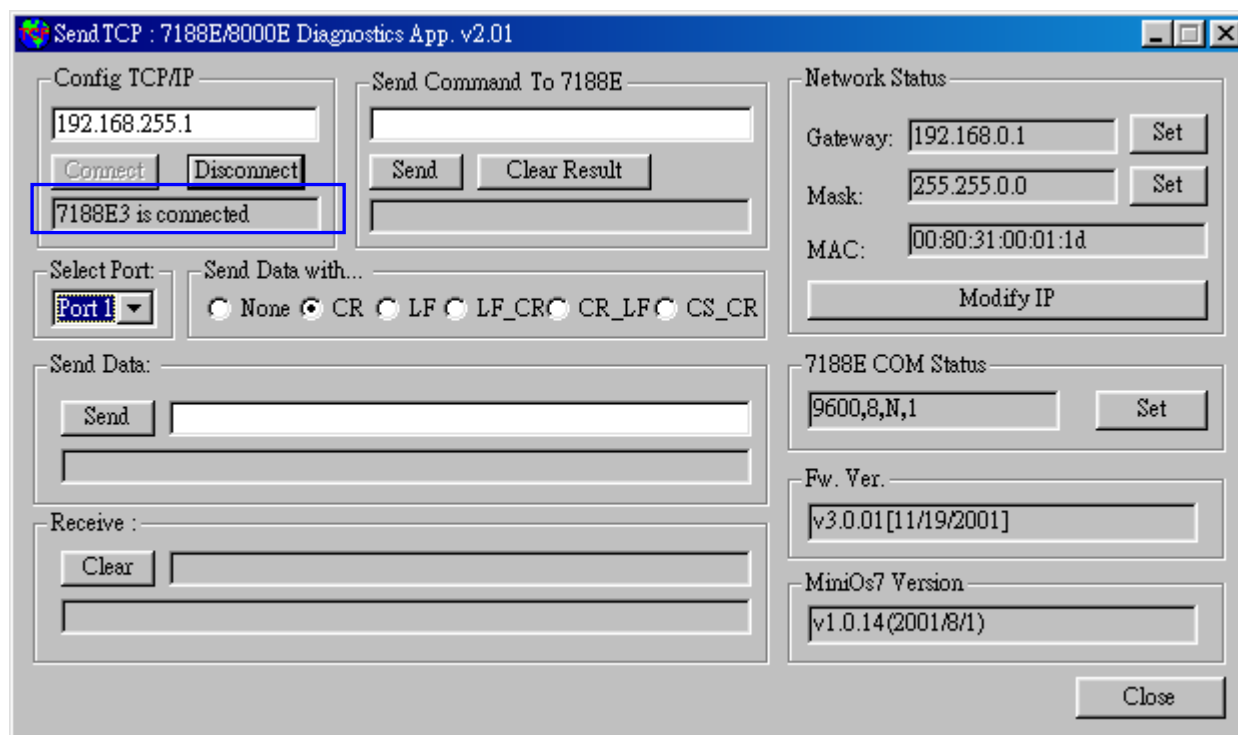 SendTCP : 7188E/8000E Diagnostics App. v2.01
Config TCP/IP
192.168.255.1
Connect
Disconnect
7188E3 is connected
Send Command To 7188E
Send
Clear Result
Network Status
Gateway:
192.168.0.1
Set
Mask:
255.255.0.0
Set
MAC:
00:80:31:00:01:1d
Modify IP
Select Port:
Port 1
Send Data with...
None
CR
LF
LF_CR
CR_LF
CS_CR
Send Data:
Send
7188E COM Status
9600,8,N,1
Set
Receive :
Clear
Fw. Ver.
v3.0.01[11/19/2001]
MiniOs7 Version
v1.0.14(2001/8/1)
Close